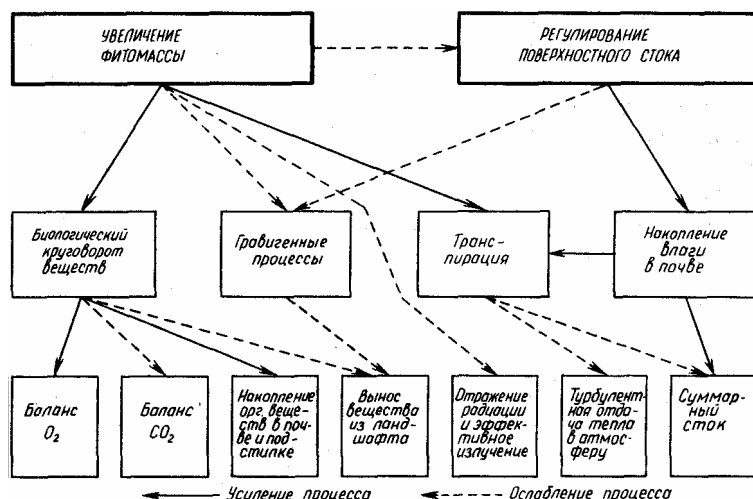 УВЕЛИЧЕНИЕ
ФИТОМАССЫ
РЕГУЛИРОВАНИЕ
ПОВЕРХНОСТНОГО СТОКА
Биологический
круговорот
веществ
Гравигенные
процессы
Транс-
пирация
Накопление
влаги
в почве
Баланс
O₂
Баланс
CO₂
Накопление
орг. веще-
ств в поч-
ве и под-
стилке
Вынос
вещества
из ланд-
шафта
Отражение
радиации
и эффек-
тивное
излучение
Турбулент-
ная отда-
ча тепла
в атмос-
феру
Суммар-
ный
сток
Усиление процесса
Ослабление процесса